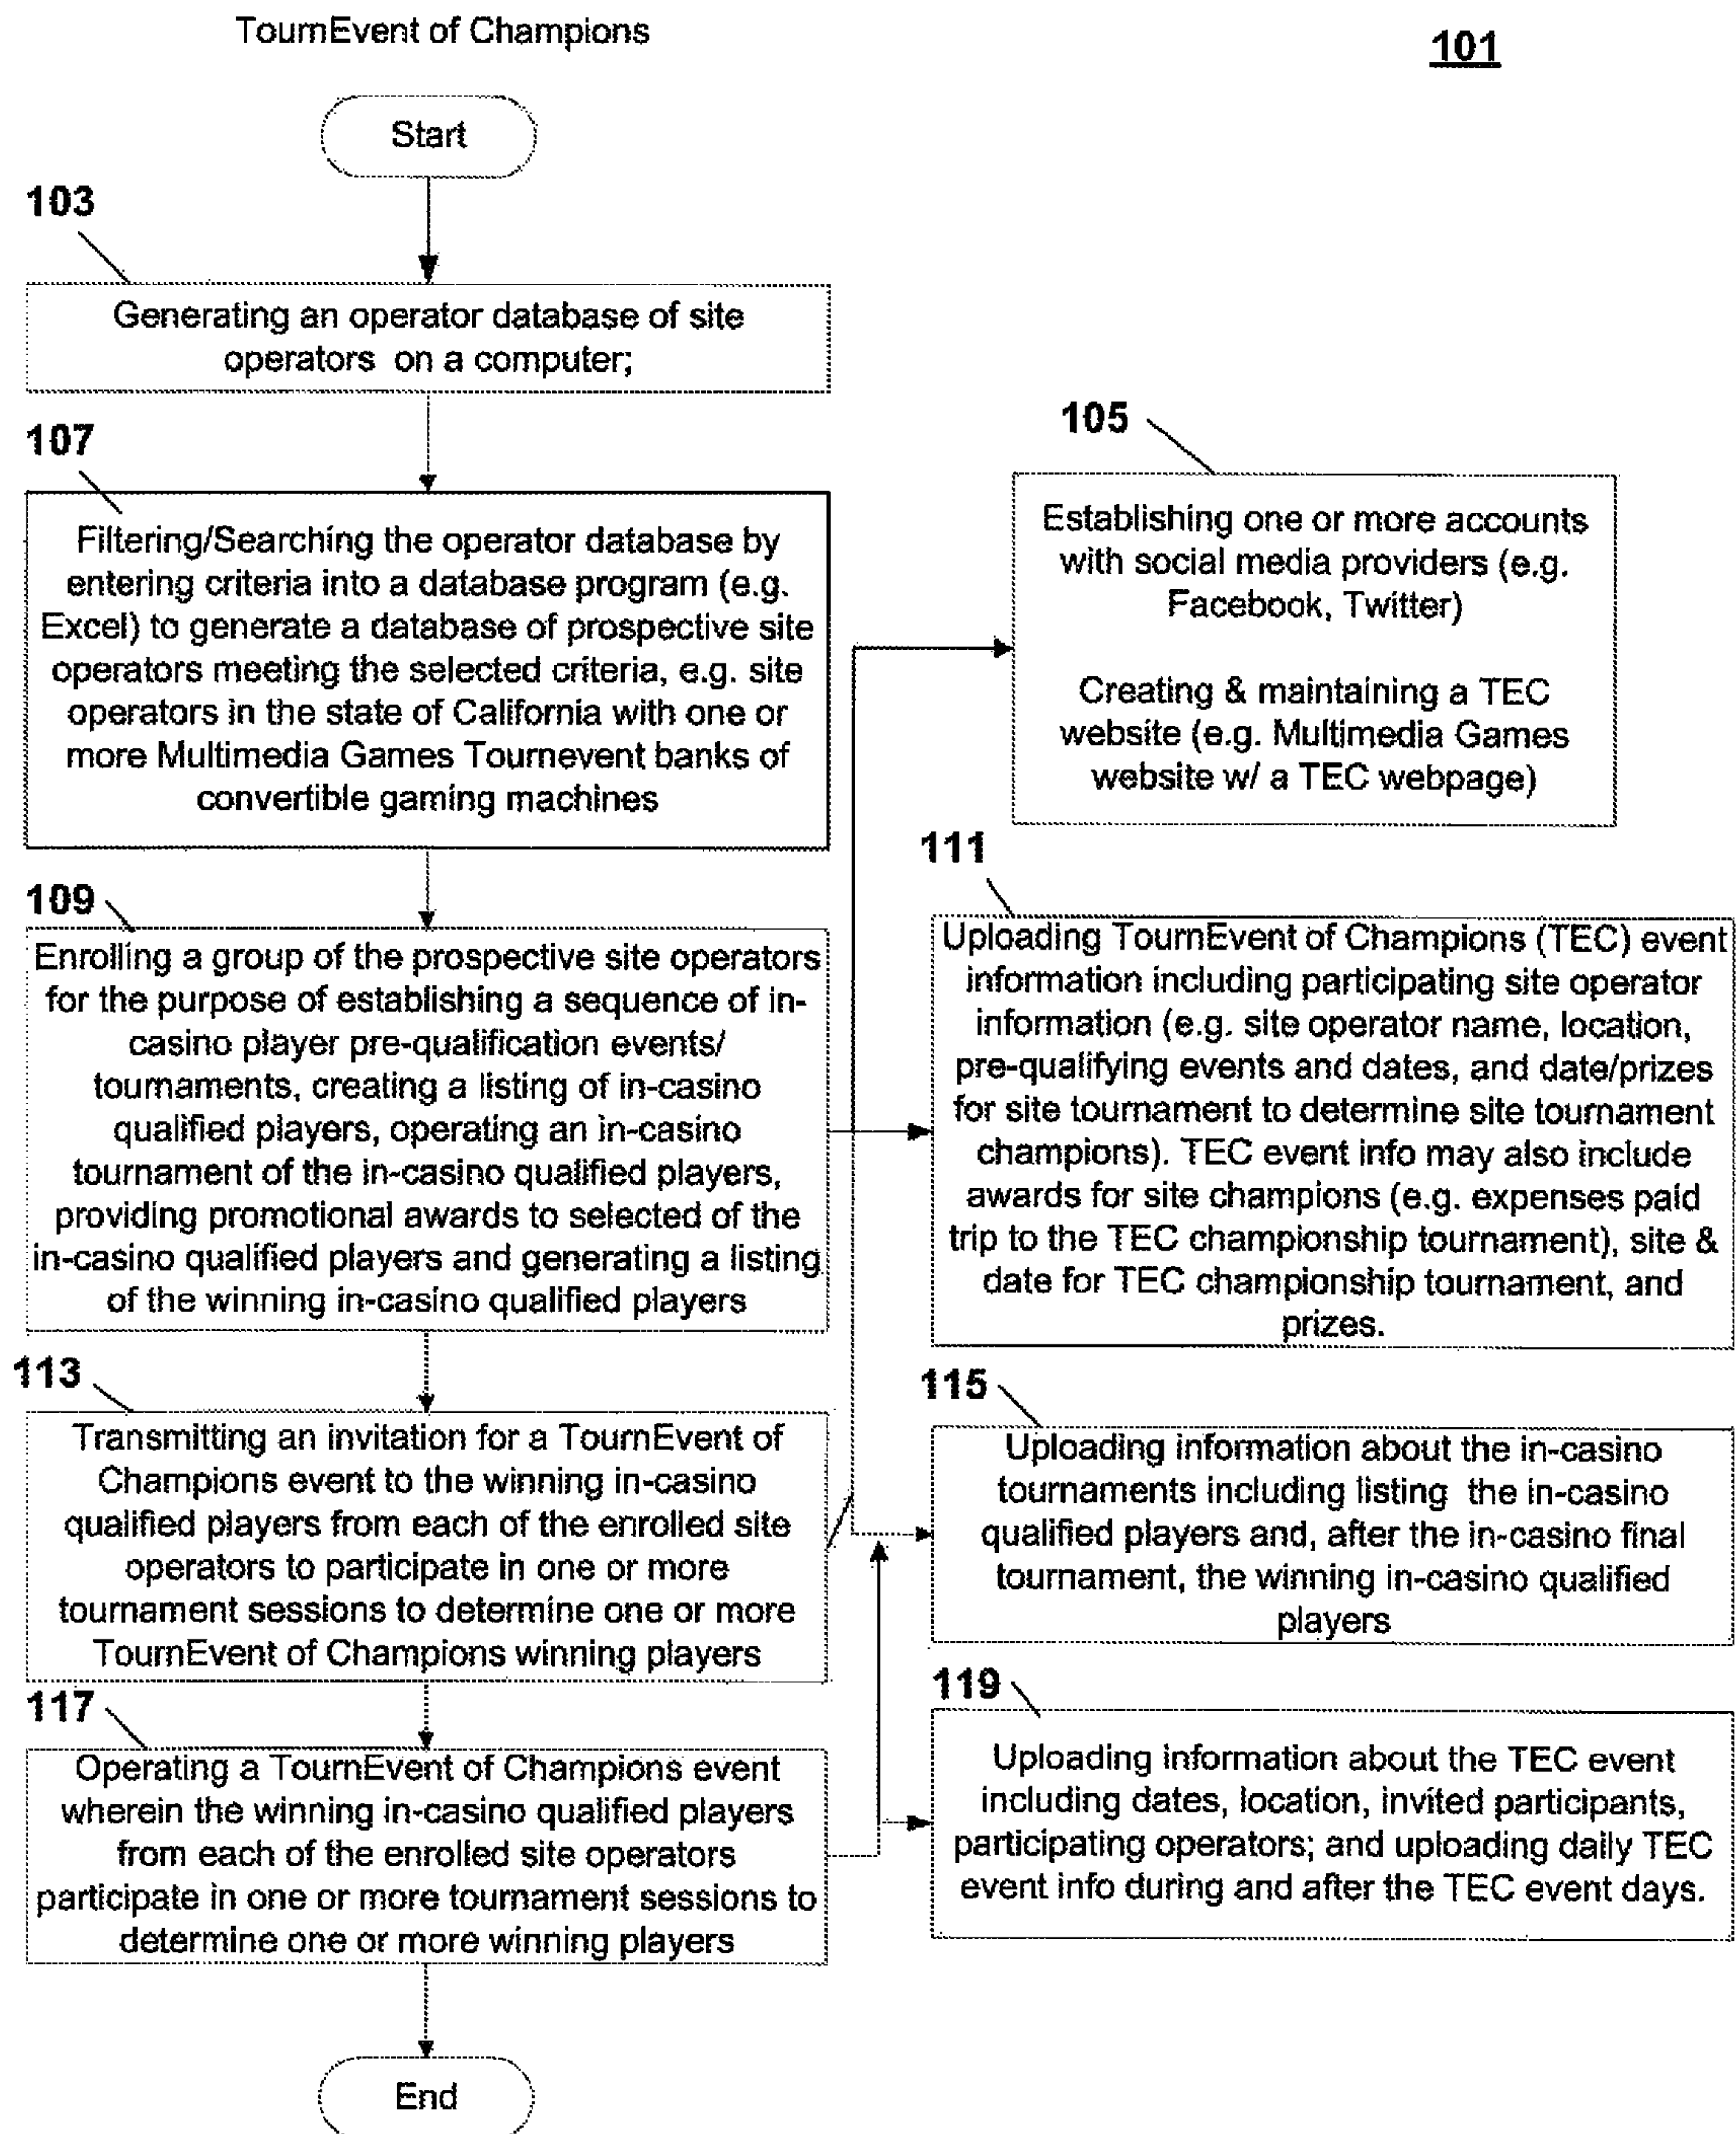 TournEvent of Champions
101
Start
103
Generating an operator database of site
operators on a computer;
107
Filtering/Searching the operator database by
entering criteria into a database program (e.g.
Excel) to generate a database of prospective site
operators meeting the selected criteria, e.g. site
operators in the state of California with one or
more Multimedia Games Tournevent banks of
convertible gaming machines
105
Establishing one or more accounts
with social media providers (e.g.
Facebook, Twitter)
Creating & maintaining a TEC
website (e.g. Multimedia Games
website w/ a TEC webpage)
109
Enrolling a group of the prospective site operators
for the purpose of establishing a sequence of in-
casino player pre-qualification events/
tournaments, creating a listing of in-casino
qualified players, operating an in-casino
tournament of the in-casino qualified players,
providing promotional awards to selected of the
in-casino qualified players and generating a listing
of the winning in-casino qualified players
111
Uploading TournEvent of Champions (TEC) event
information including participating site operator
information (e.g. site operator name, location,
pre-qualifying events and dates, and date/prizes
for site tournament to determine site tournament
champions). TEC event info may also include
awards for site champions (e.g. expenses paid
trip to the TEC championship tournament), site &
date for TEC championship tournament, and
prizes.
113
Transmitting an invitation for a TournEvent of
Champions event to the winning in-casino
qualified players from each of the enrolled site
operators to participate in one or more
tournament sessions to determine one or more
TournEvent of Champions winning players
115
Uploading information about the in-casino
tournaments including listing the in-casino
qualified players and, after the in-casino final
tournament, the winning in-casino qualified
players
117
Operating a TournEvent of Champions event
wherein the winning in-casino qualified players
from each of the enrolled site operators
participate in one or more tournament sessions to
determine one or more winning players
119
Uploading information about the TEC event
including dates, location, invited participants,
participating operators; and uploading daily TEC
event info during and after the TEC event days.
End